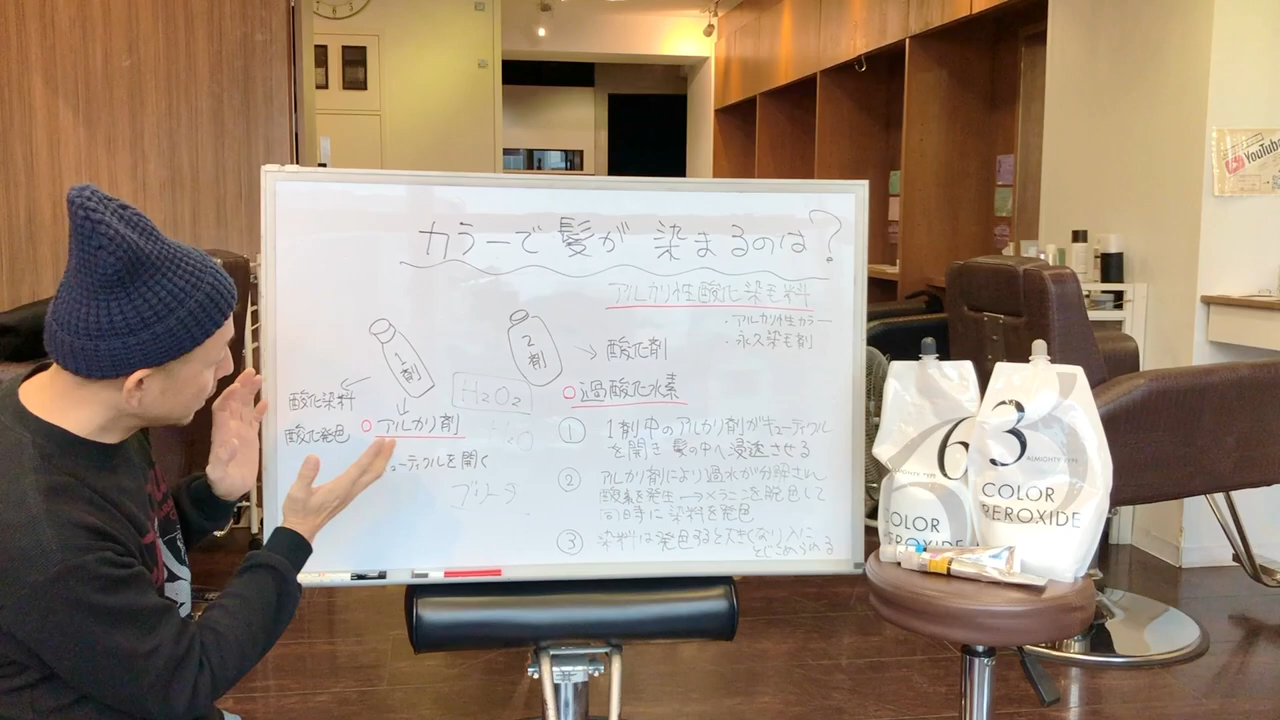 カラーで髪が染まるのは?
アルカリ性酸化染毛料
・アルカリ性カラー
・永久染毛剤
1剤
2剤
→ 酸化剤
H₂O₂
○過酸化水素
酸化染料
酸化発色
○アルカリ剤
キューティクルを開く
H₂O
ブリーチ
① 1剤中のアルカリ剤がキューティクル
を開き 髪の中へ浸透させる
② アルカリ剤により過水が分解され
酸素を発生 → メラニンを脱色して
同時に染料を発色
③ 染料は発色すると大きくなり
とじこめられる
6
ALMIGHTY TYPE
COLOR
PEROXIDE
3
ALMIGHTY TYPE
COLOR
PEROXIDE
YouTube